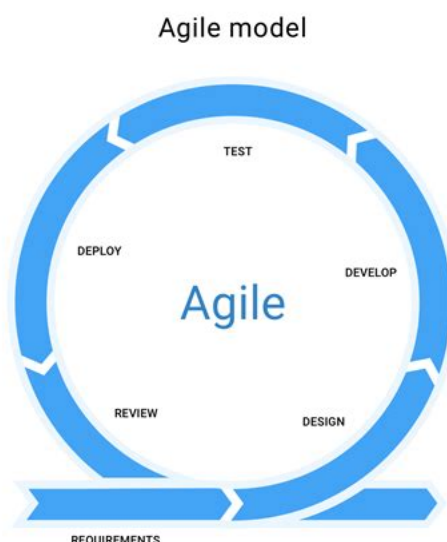 Agile model
TEST
DEPLOY
DEVELOP
Agile
REVIEW
DESIGN
REQUIREMENTS